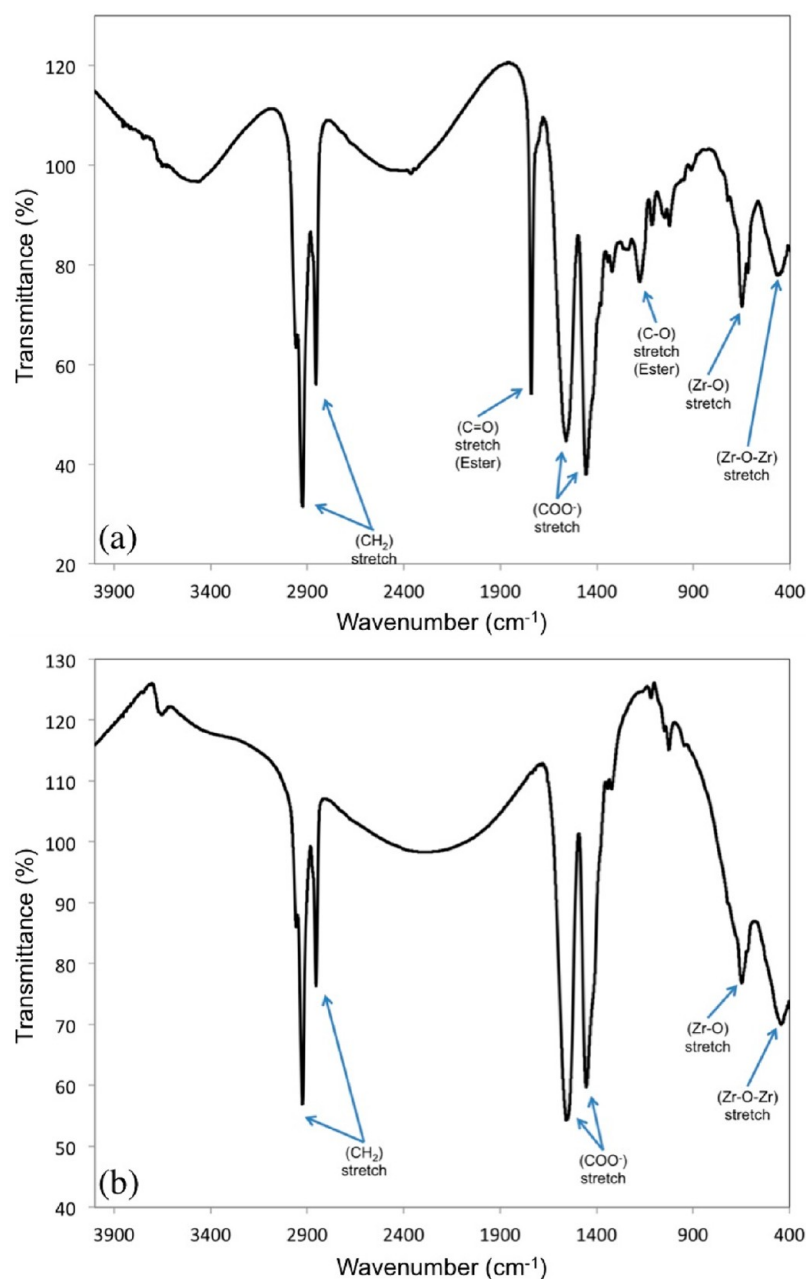 120
100
80
60
40
20
Transmittance (%)
(C-O)
stretch
(Ester)
(Zr-O)
stretch
(C=O)
stretch
(Ester)
(Zr-O-Zr)
stretch
(COO⁻)
stretch
(CH₂)
stretch
(a)
3900 3400 2900 2400 1900 1400 900 400
Wavenumber (cm⁻¹)
130
120
110
100
90
80
70
60
50
40
Transmittance (%)
(Zr-O)
stretch
(Zr-O-Zr)
stretch
(CH₂)
stretch
(COO⁻)
stretch
(b)
3900 3400 2900 2400 1900 1400 900 400
Wavenumber (cm⁻¹)